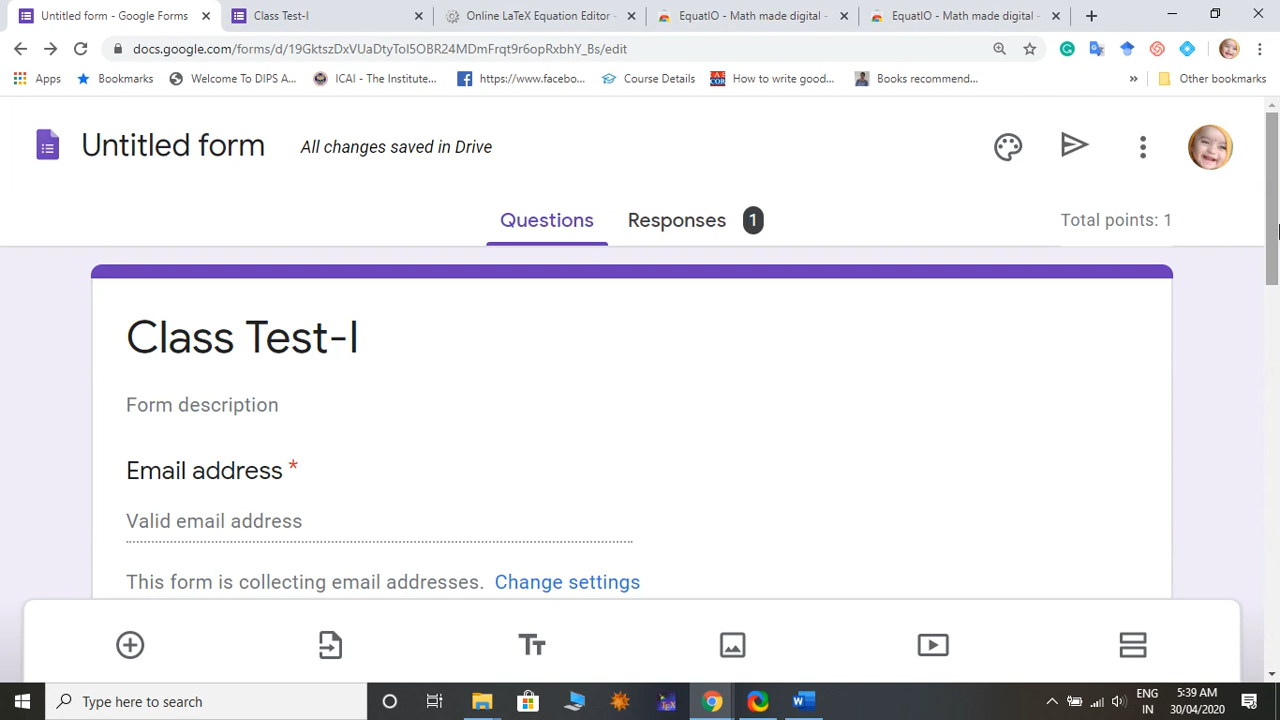 Untitled form - Google Forms
Class Test-I
Online LaTeX Equation Editor -
EquatIO - Math made digital -
EquatIO - Math made digital -
docs.google.com/forms/d/19GktszDxVUaDtyToI5OBR24MDmFrqt9r6opRxbhY_Bs/edit
Apps
Bookmarks
Welcome To DIPS A...
ICAI - The Institute...
https://www.facebo...
Course Details
How to write good...
Books recommend...
»
Other bookmarks
Untitled form
All changes saved in Drive
Questions
Responses
1
Total points: 1
Class Test-I
Form description
Email address *
Valid email address
This form is collecting email addresses. Change settings
Tt
Type here to search
ENG
IN
5:39 AM
30/04/2020